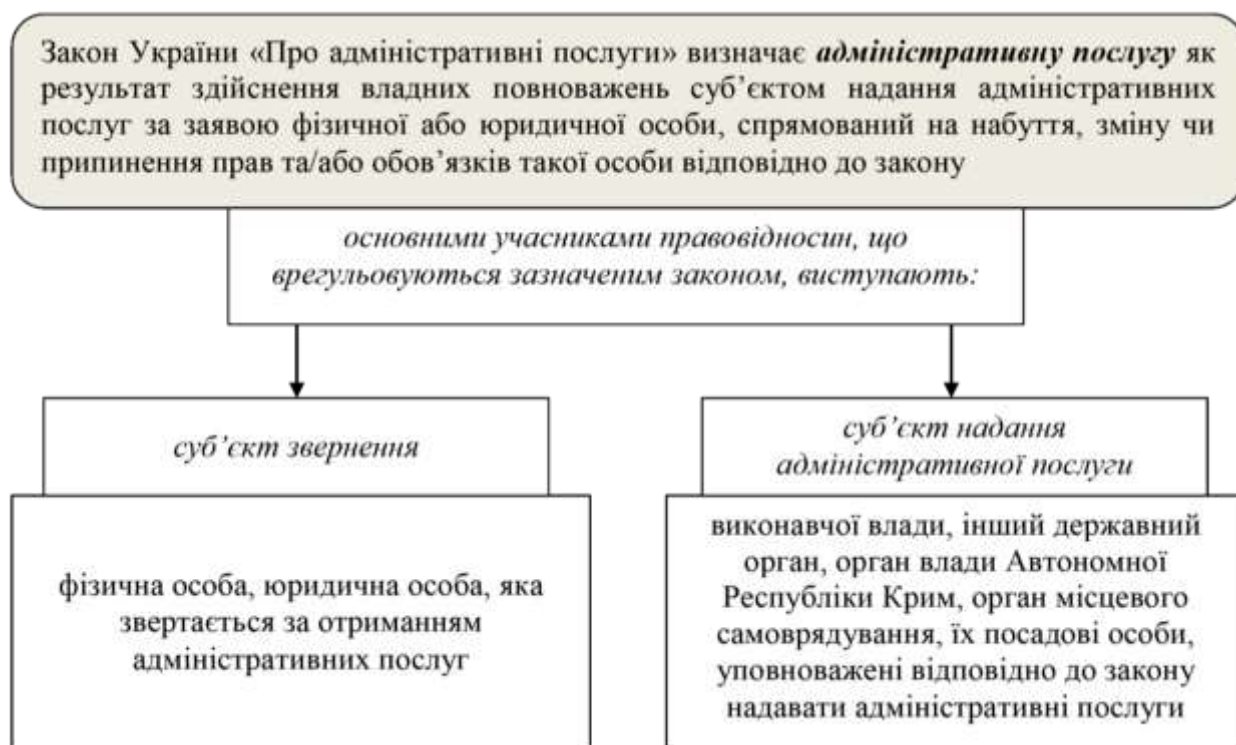 Закон України «Про адміністративні послуги» визначає адміністративну послугу як
результат здійснення владних повноважень суб’єктом надання адміністративних
послуг за заявою фізичної або юридичної особи, спрямований на набуття, зміну чи
припинення прав та/або обов’язків такої особи відповідно до закону
основними учасниками правовідносин, що
врегульовуються зазначеним законом, виступають:
суб’єкт звернення
фізична особа, юридична особа, яка
звертається за отриманням
адміністративних послуг
суб’єкт надання
адміністративної послуги
виконавчої влади, інший державний
орган, орган влади Автономної
Республіки Крим, орган місцевого
самоврядування, їх посадові особи,
уповноважені відповідно до закону
надавати адміністративні послуги